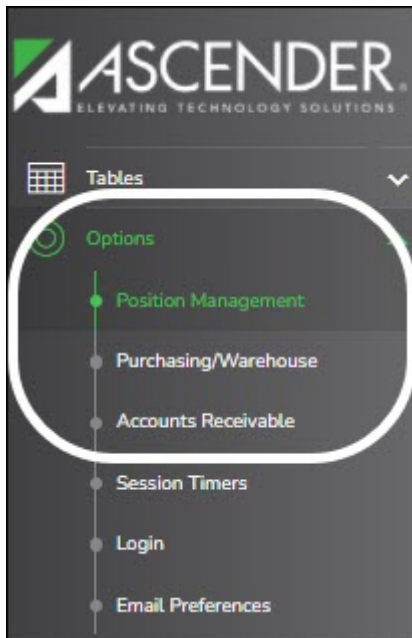 ASCENDER®
ELEVATING TECHNOLOGY SOLUTIONS
Tables
Options
Position Management
Purchasing/Warehouse
Accounts Receivable
Session Timers
Login
Email Preferences